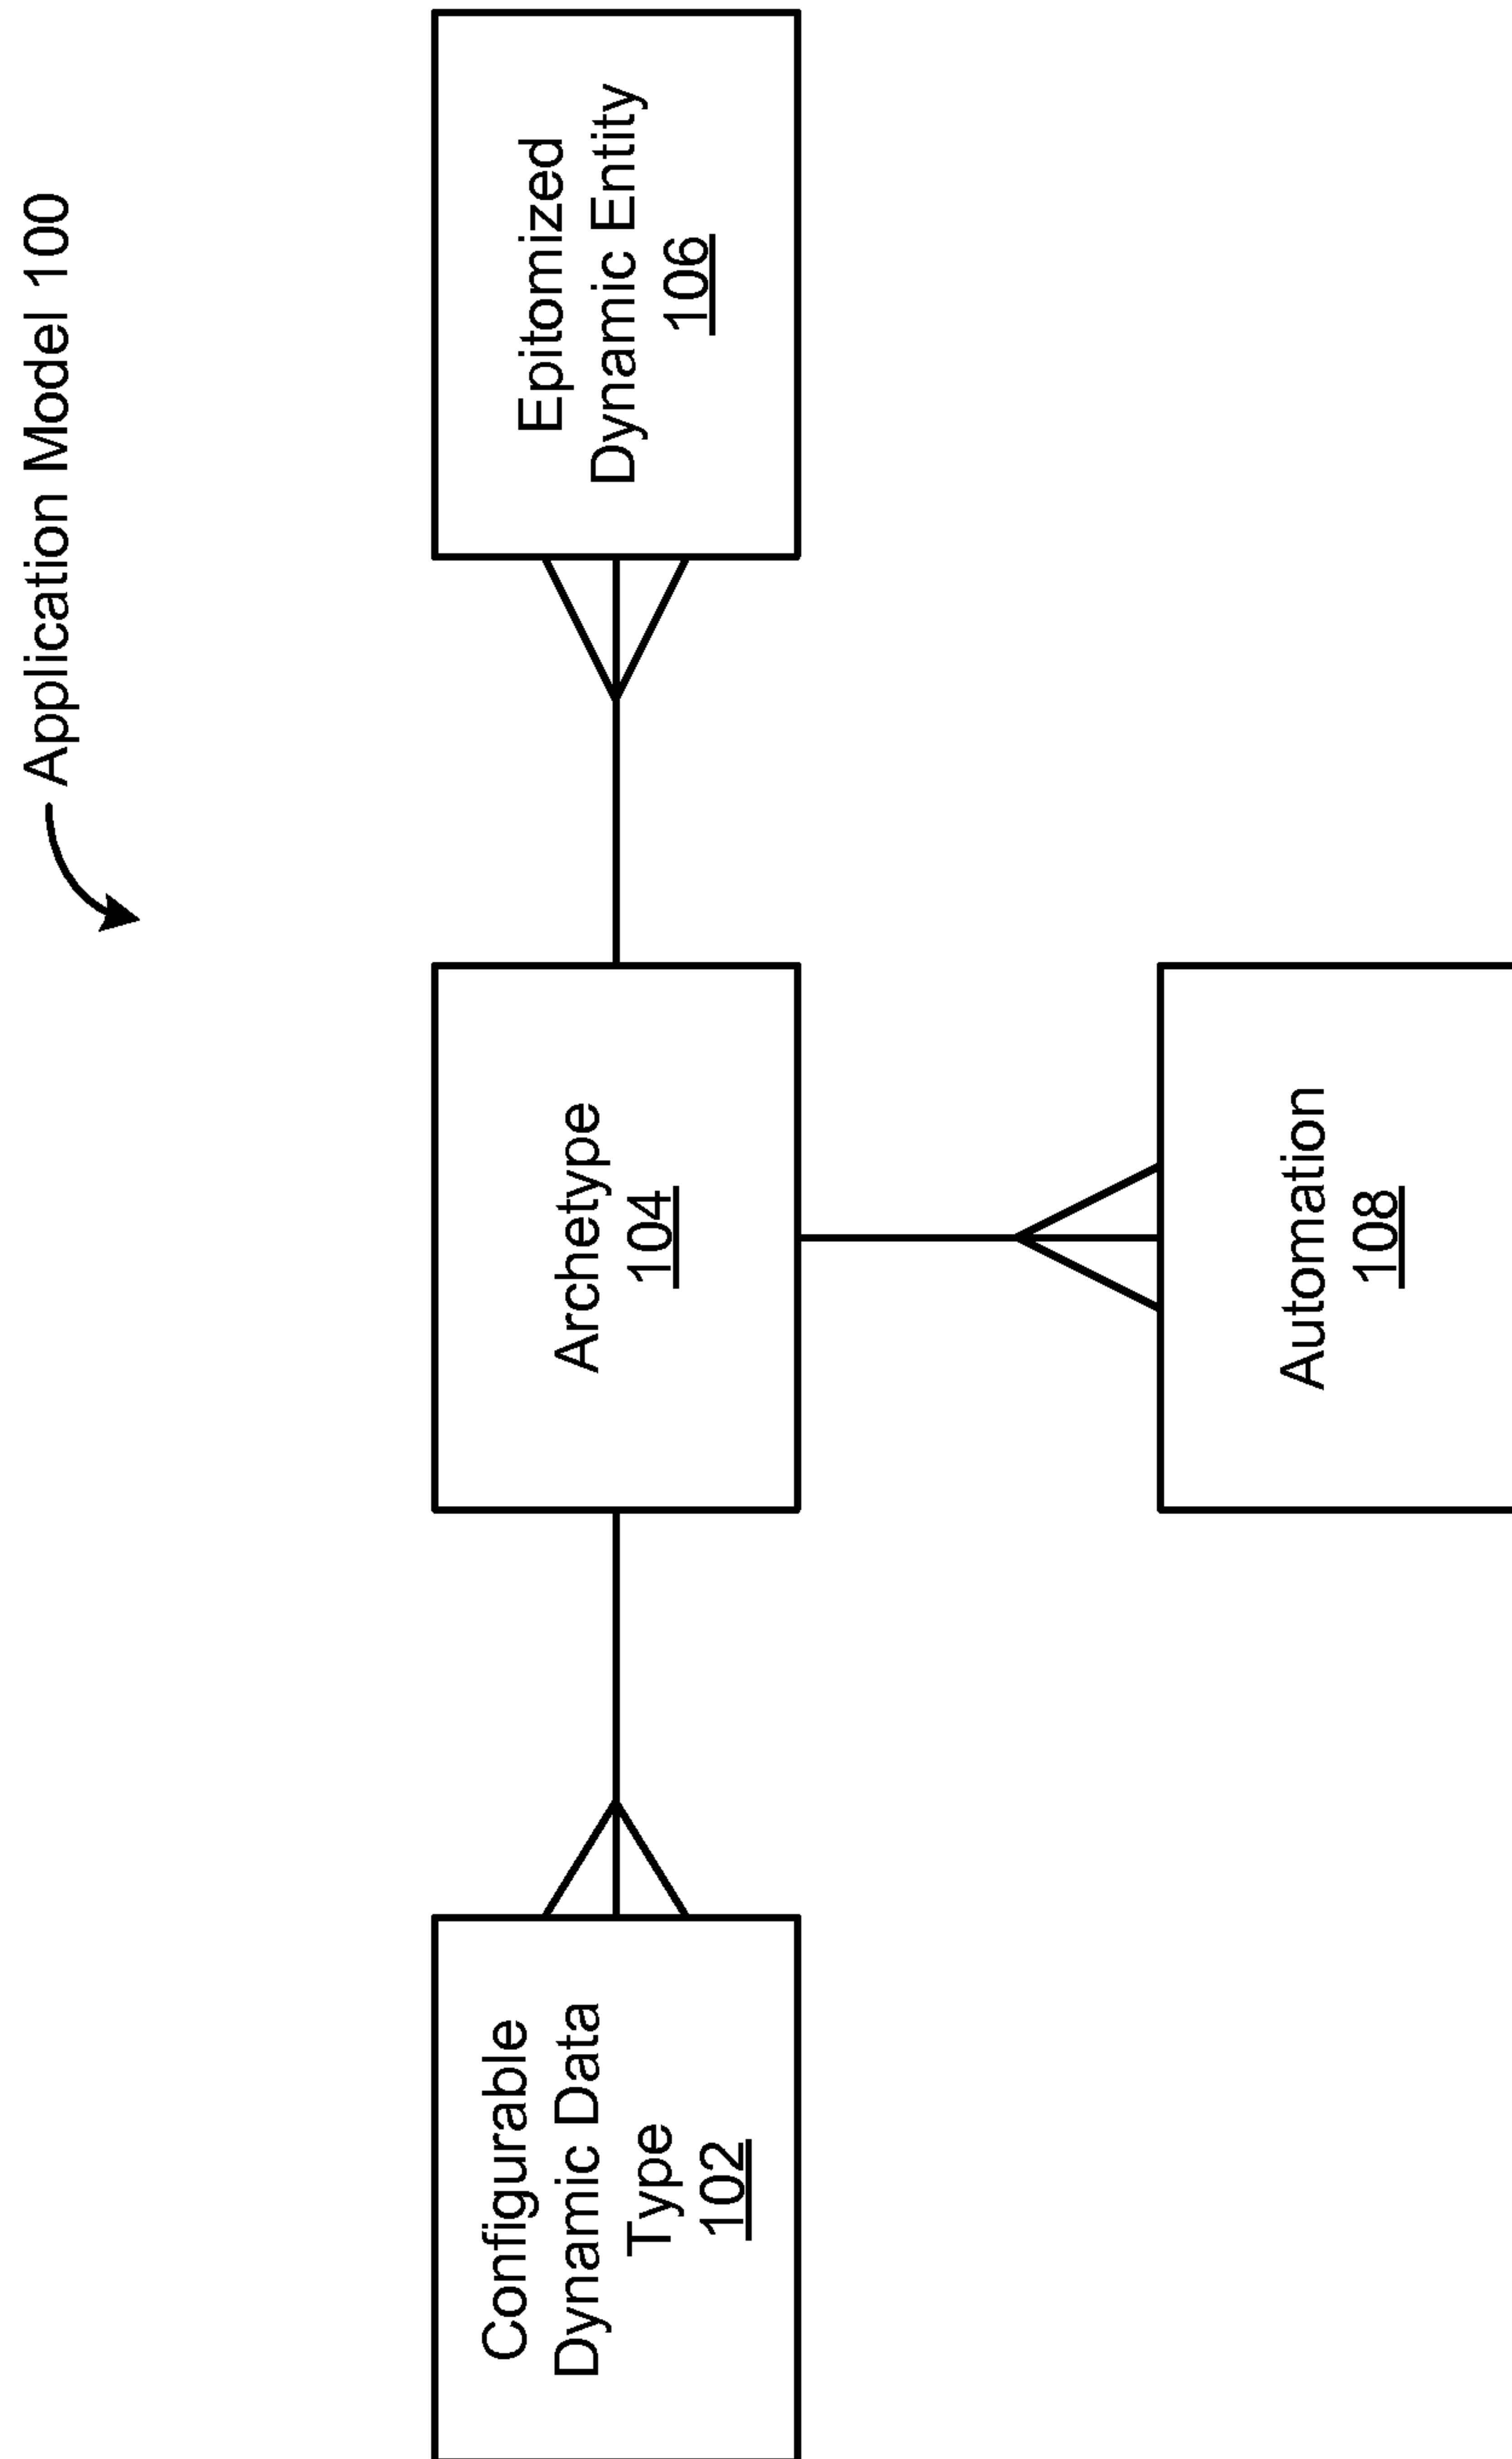 Application Model 100
Configurable
Dynamic Data
Type
102
Archetype
104
Epitomized
Dynamic Entity
106
Automation
108